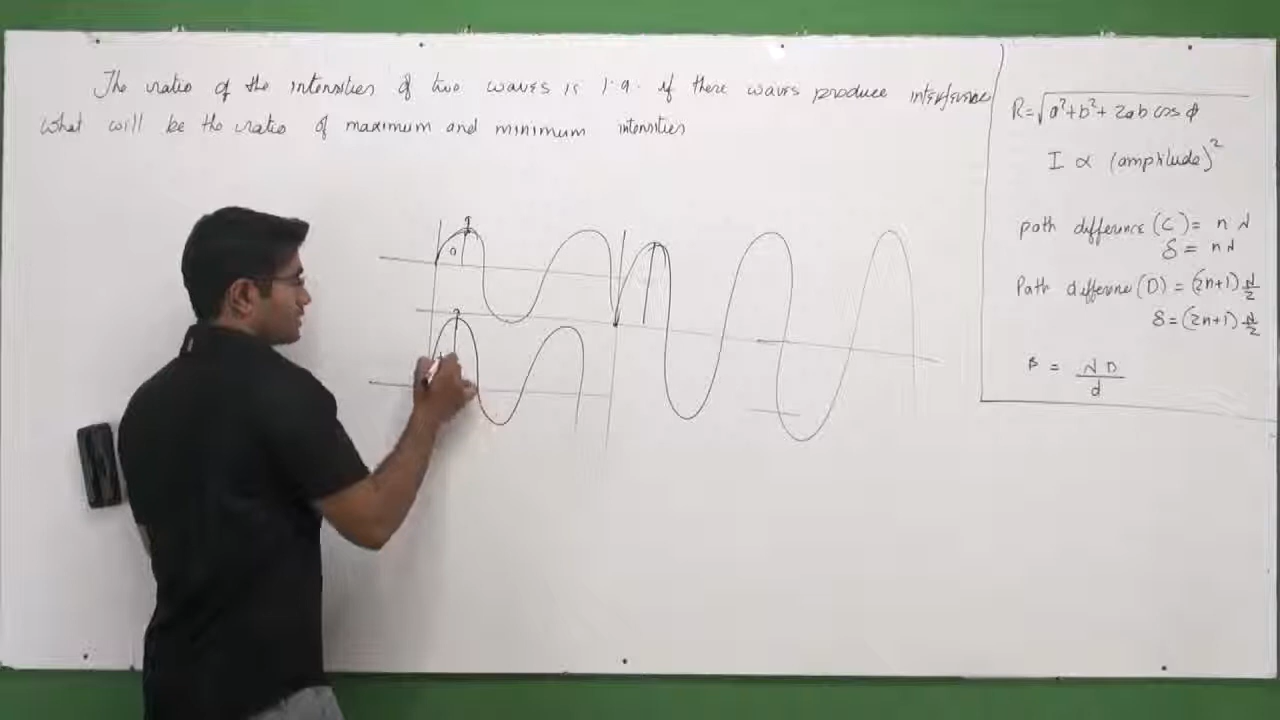 The ratio of the intensities of two waves is 1:9. if these waves produce interference
what will be the ratio of maximum and minimum intensities
R=√a²+b²+2ab cos ϕ
I ∝ (amplitude)²
path difference (C) = n λ
δ = nλ
Path difference (D) = (2n+1) λ/2
δ = (2n+1) λ/2
β = λD/d
a